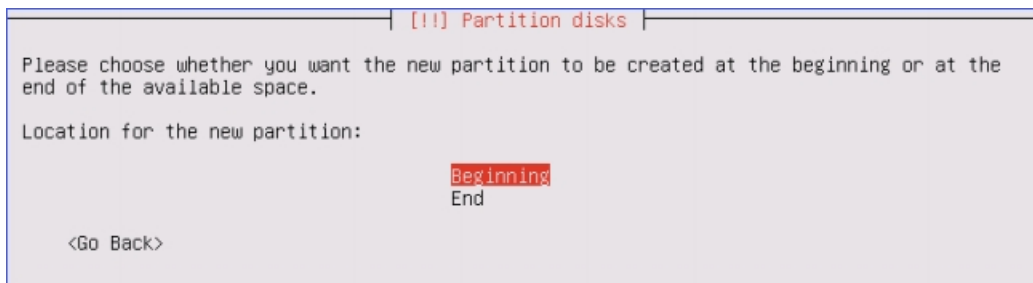 [!!] Partition disks
Please choose whether you want the new partition to be created at the beginning or at the
end of the available space.
Location for the new partition:
Beginning
End
<Go Back>